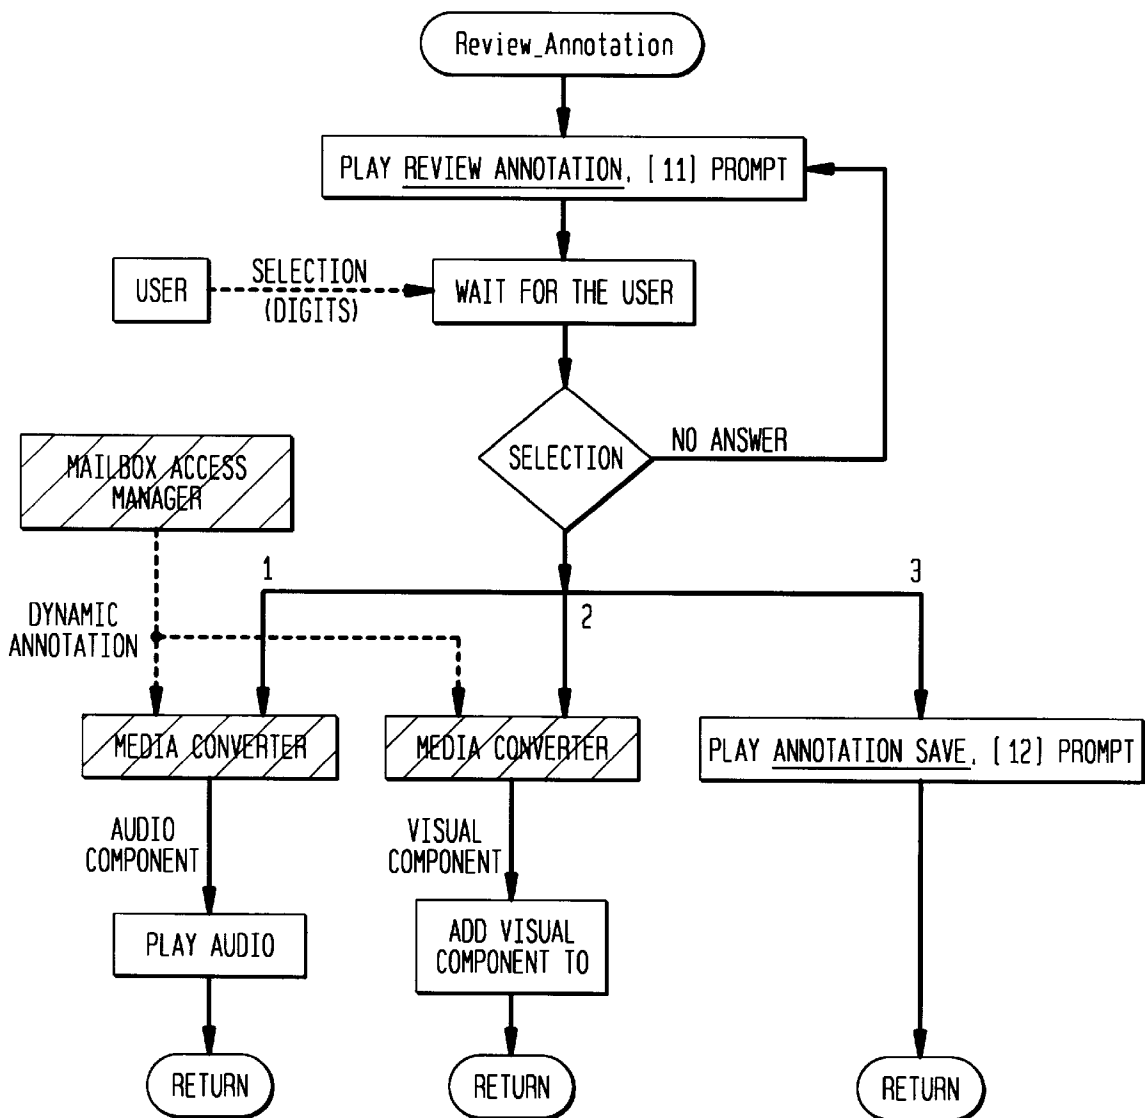 Review_Annotation
PLAY REVIEW ANNOTATION, [11] PROMPT
USER
SELECTION
(DIGITS)
WAIT FOR THE USER
SELECTION
NO ANSWER
MAILBOX ACCESS
MANAGER
1
2
3
DYNAMIC
ANNOTATION
MEDIA CONVERTER
MEDIA CONVERTER
PLAY ANNOTATION SAVE, [12] PROMPT
AUDIO
COMPONENT
VISUAL
COMPONENT
PLAY AUDIO
ADD VISUAL
COMPONENT TO
RETURN
RETURN
RETURN